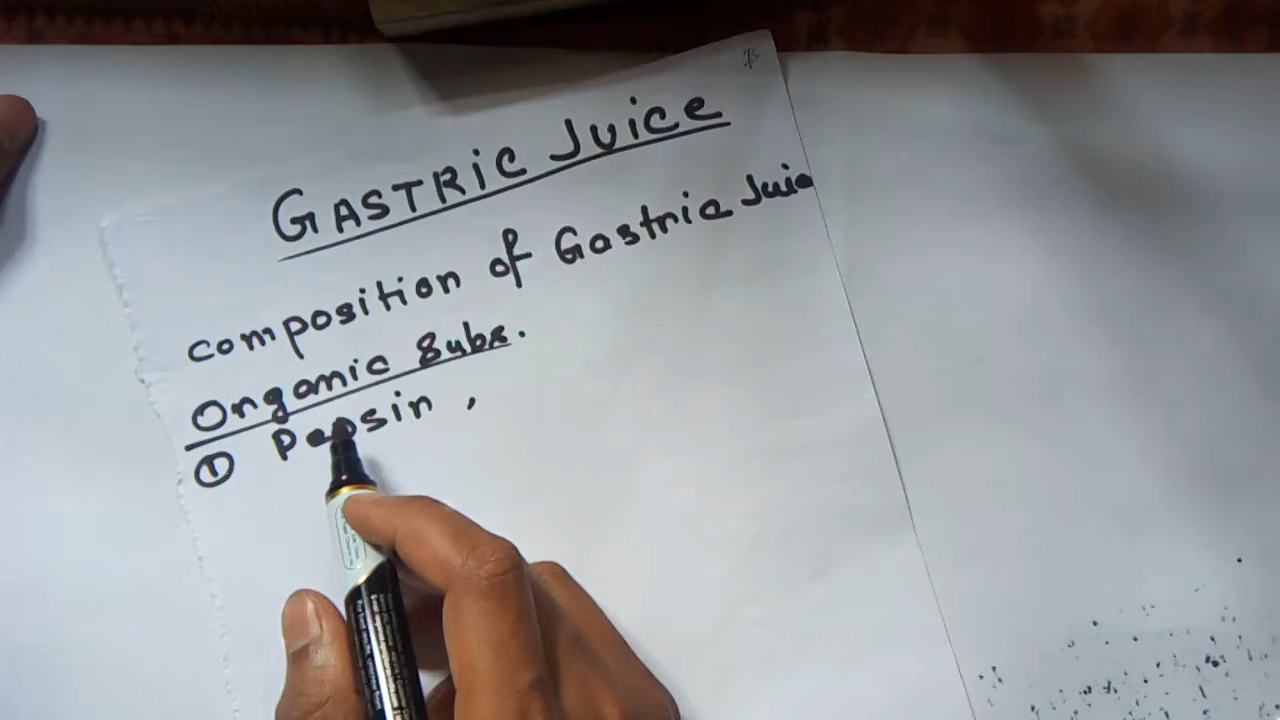 GASTRIC JUICE
composition of Gastric Juic
Organic Subs.
① Pepsin ,